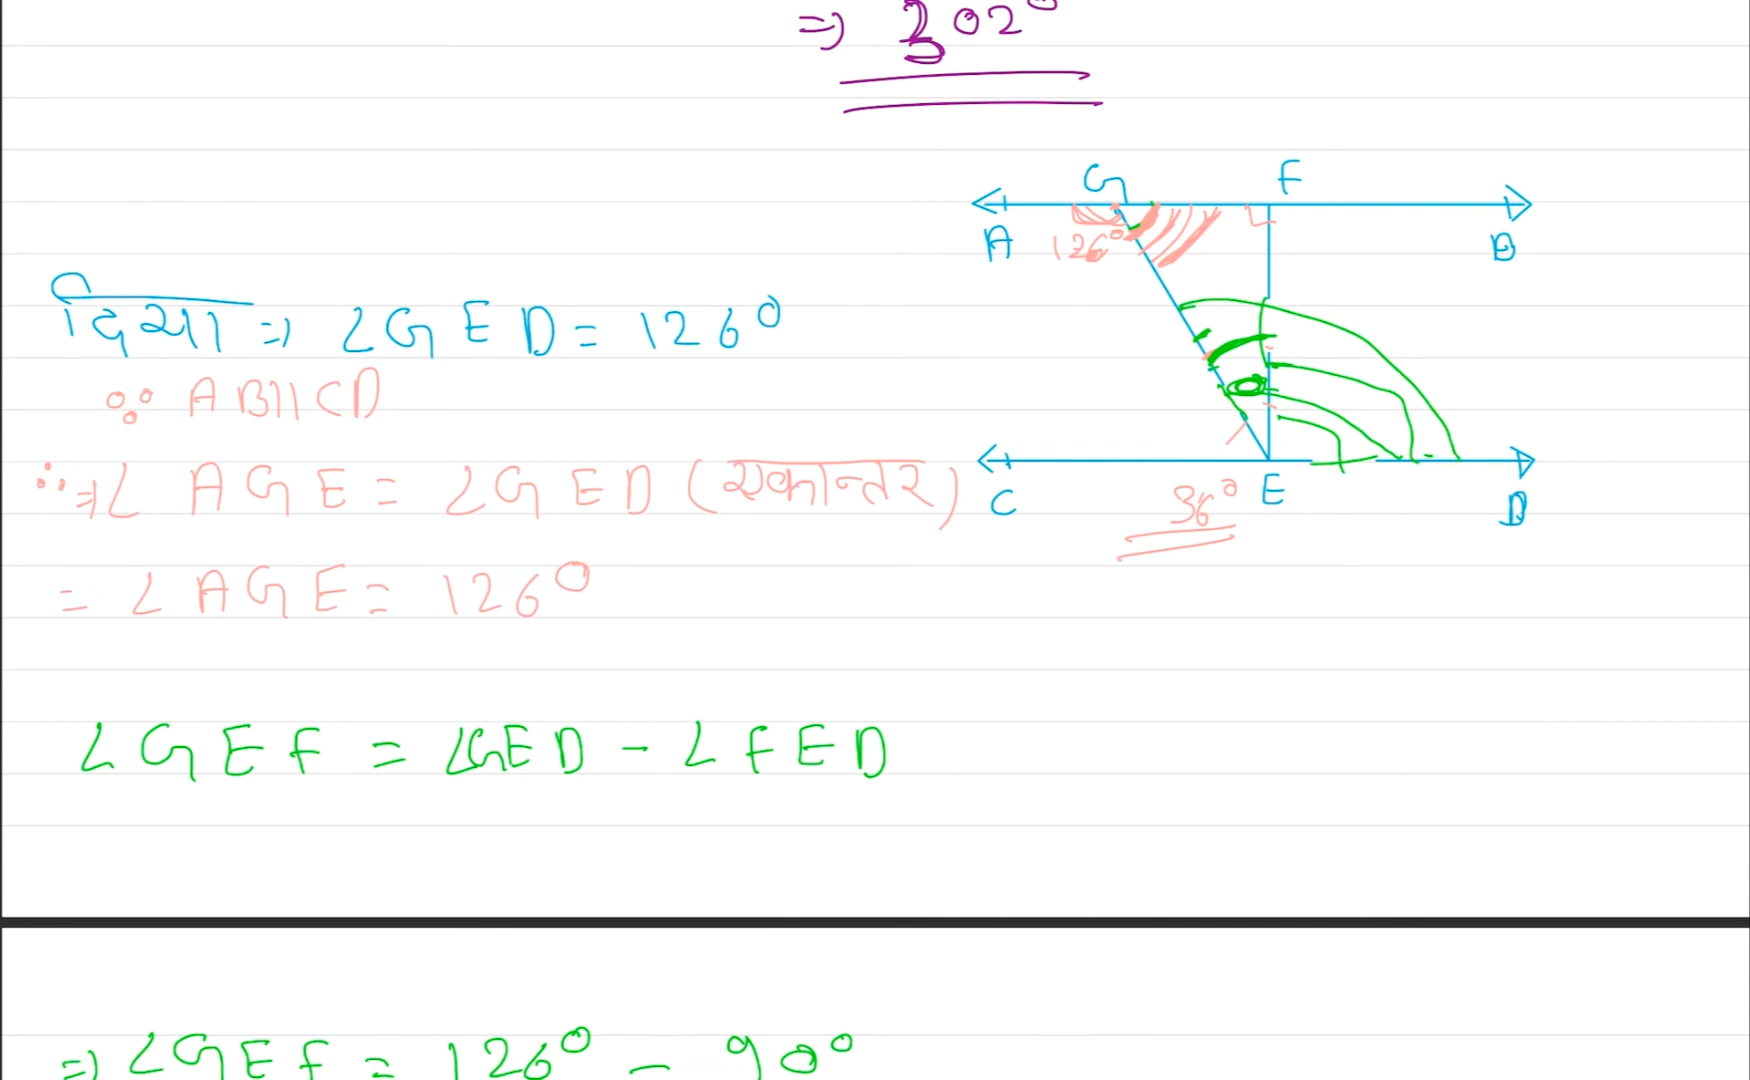 => 302°
G F
A 126° B
दिया => ∠GED = 126°
∵ AB||CD
∴ => ∠AGE = ∠GED (एकान्तर)
C 36° E D
= ∠AGE = 126°
∠GEF = ∠GED - ∠FED
=> ∠GEF = 126° - 90°